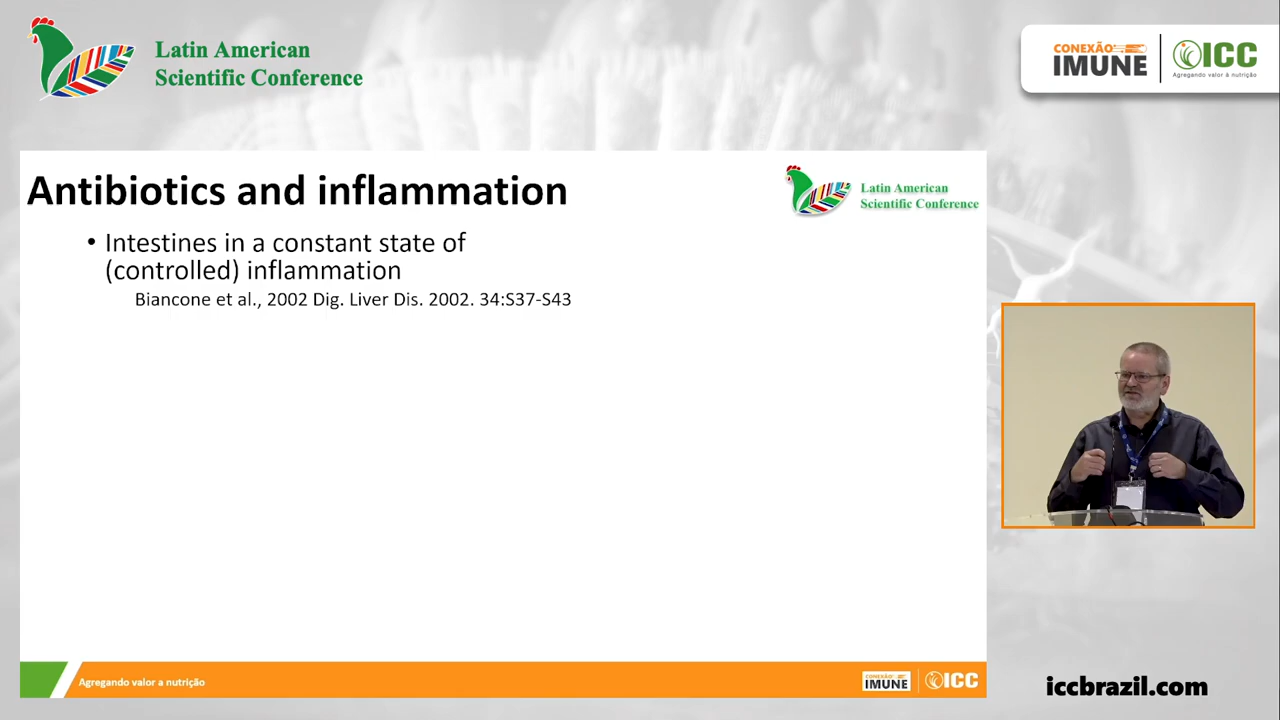 Latin American
Scientific Conference
CONEXÃO
IMUNE
ICC
Agregando valor à nutrição
Antibiotics and inflammation
Latin American
Scientific Conference
• Intestines in a constant state of
(controlled) inflammation
Biancone et al., 2002 Dig. Liver Dis. 2002. 34:S37-S43
Agregando valor a nutrição
CONEXÃO
IMUNE
ICC
iccbrazil.com